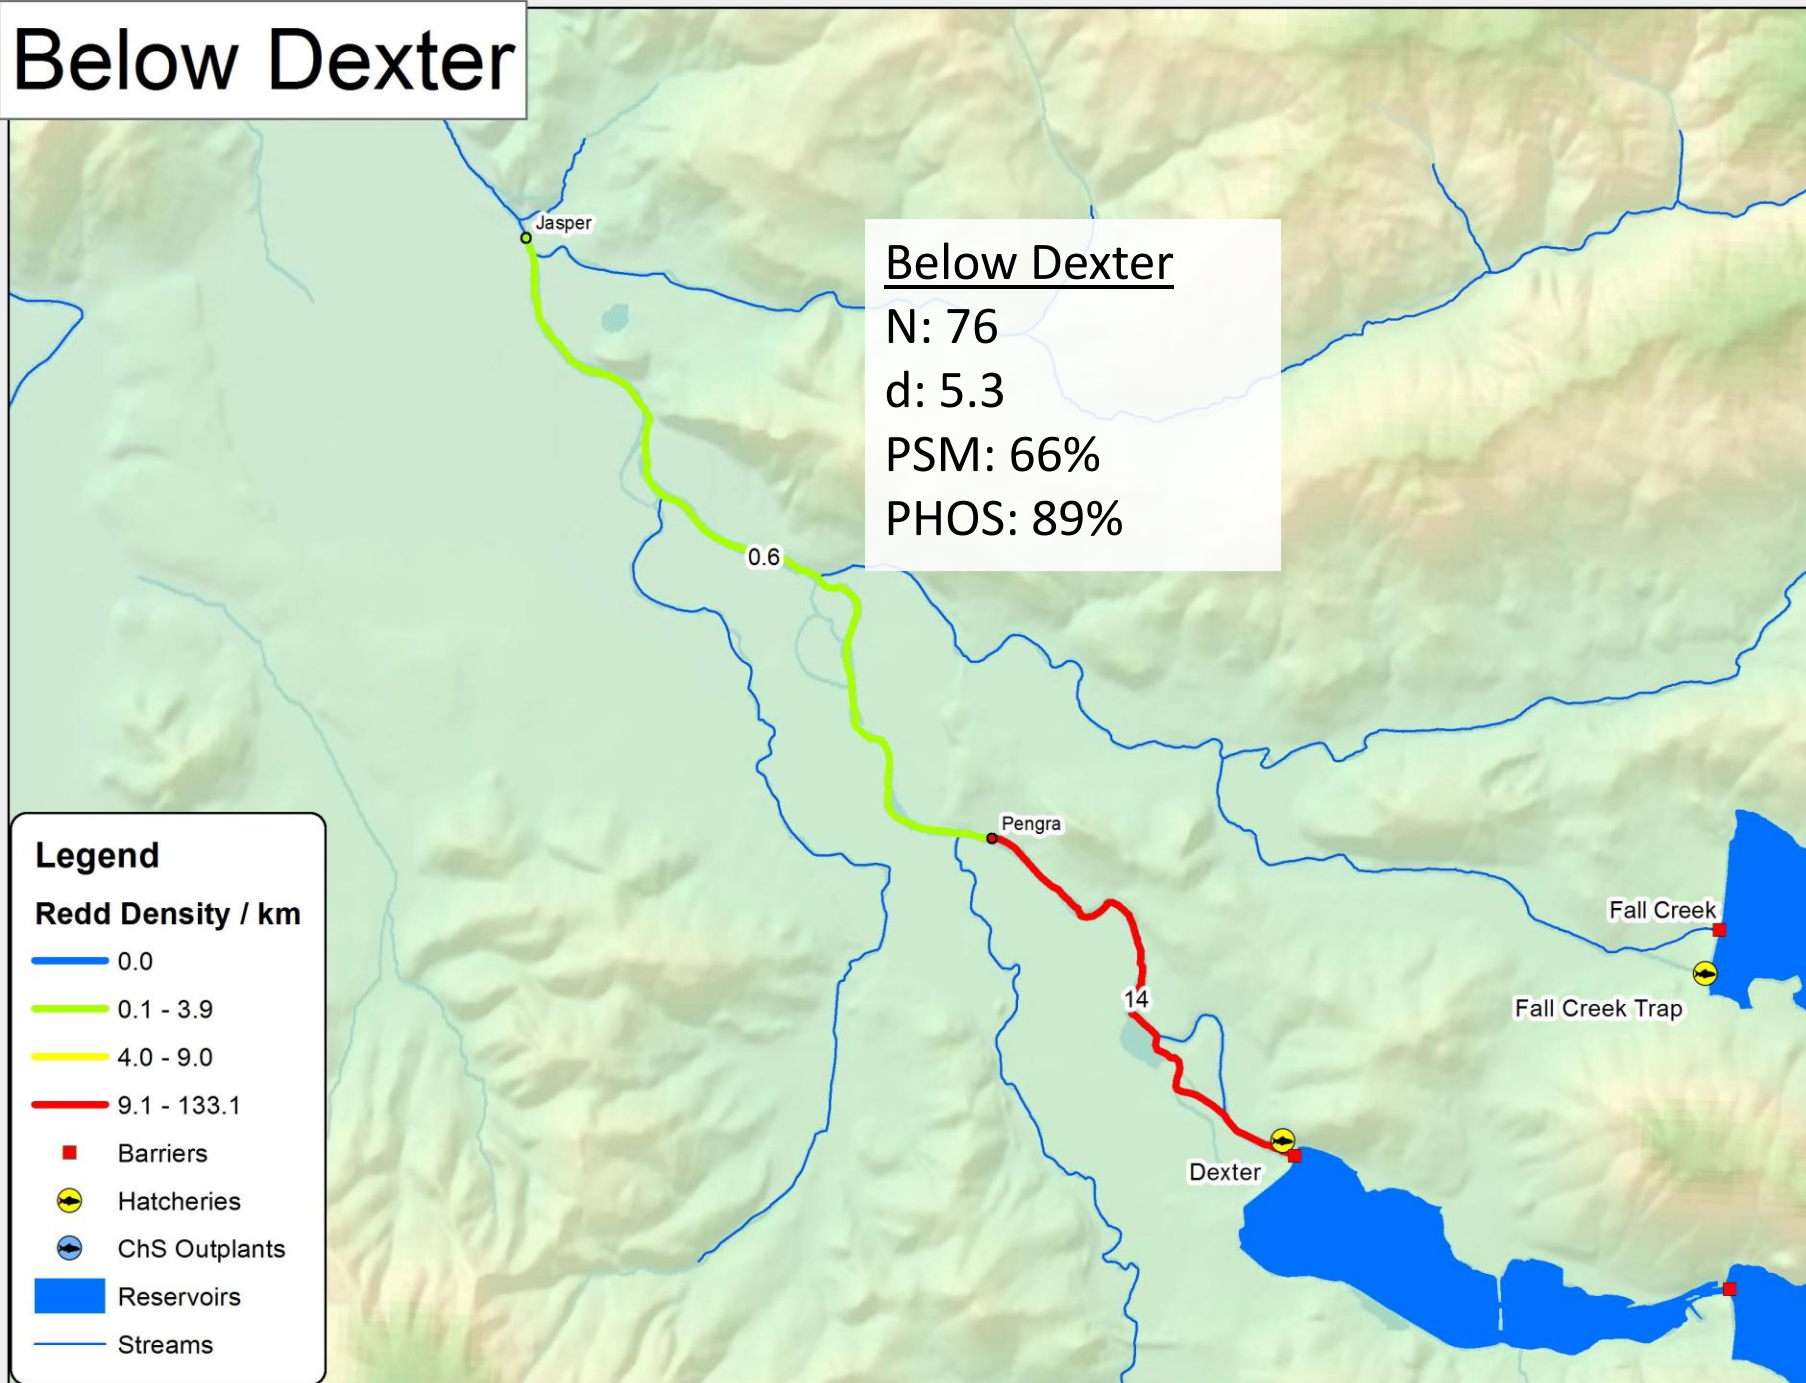 Below Dexter
Jasper
Below Dexter
N: 76
d: 5.3
PSM: 66%
PHOS: 89%
0.6
Pengra
14
Fall Creek
Fall Creek Trap
Dexter
Legend
Redd Density / km
0.0
0.1 - 3.9
4.0 - 9.0
9.1 - 133.1
Barriers
Hatcheries
ChS Outplants
Reservoirs
Streams